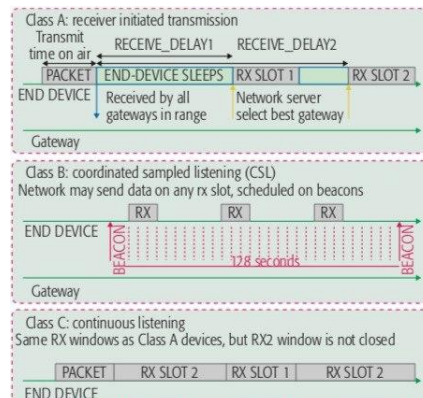 Class A: receiver initiated transmission
Transmit
time on air
RECEIVE_DELAY1
RECEIVE_DELAY2
PACKET
END-DEVICE SLEEPS
RX SLOT 1
RX SLOT 2
END DEVICE
Received by all
gateways in range
Network server
select best gateway
Gateway
Class B: coordinated sampled listening (CSL)
Network may send data on any rx slot, scheduled on beacons
RX
RX
RX
END DEVICE
BEACON
128 seconds
BEACON
Gateway
Class C: continuous listening
Same RX windows as Class A devices, but RX2 window is not closed
PACKET
RX SLOT 2
RX SLOT 1
RX SLOT 2
END DEVICE